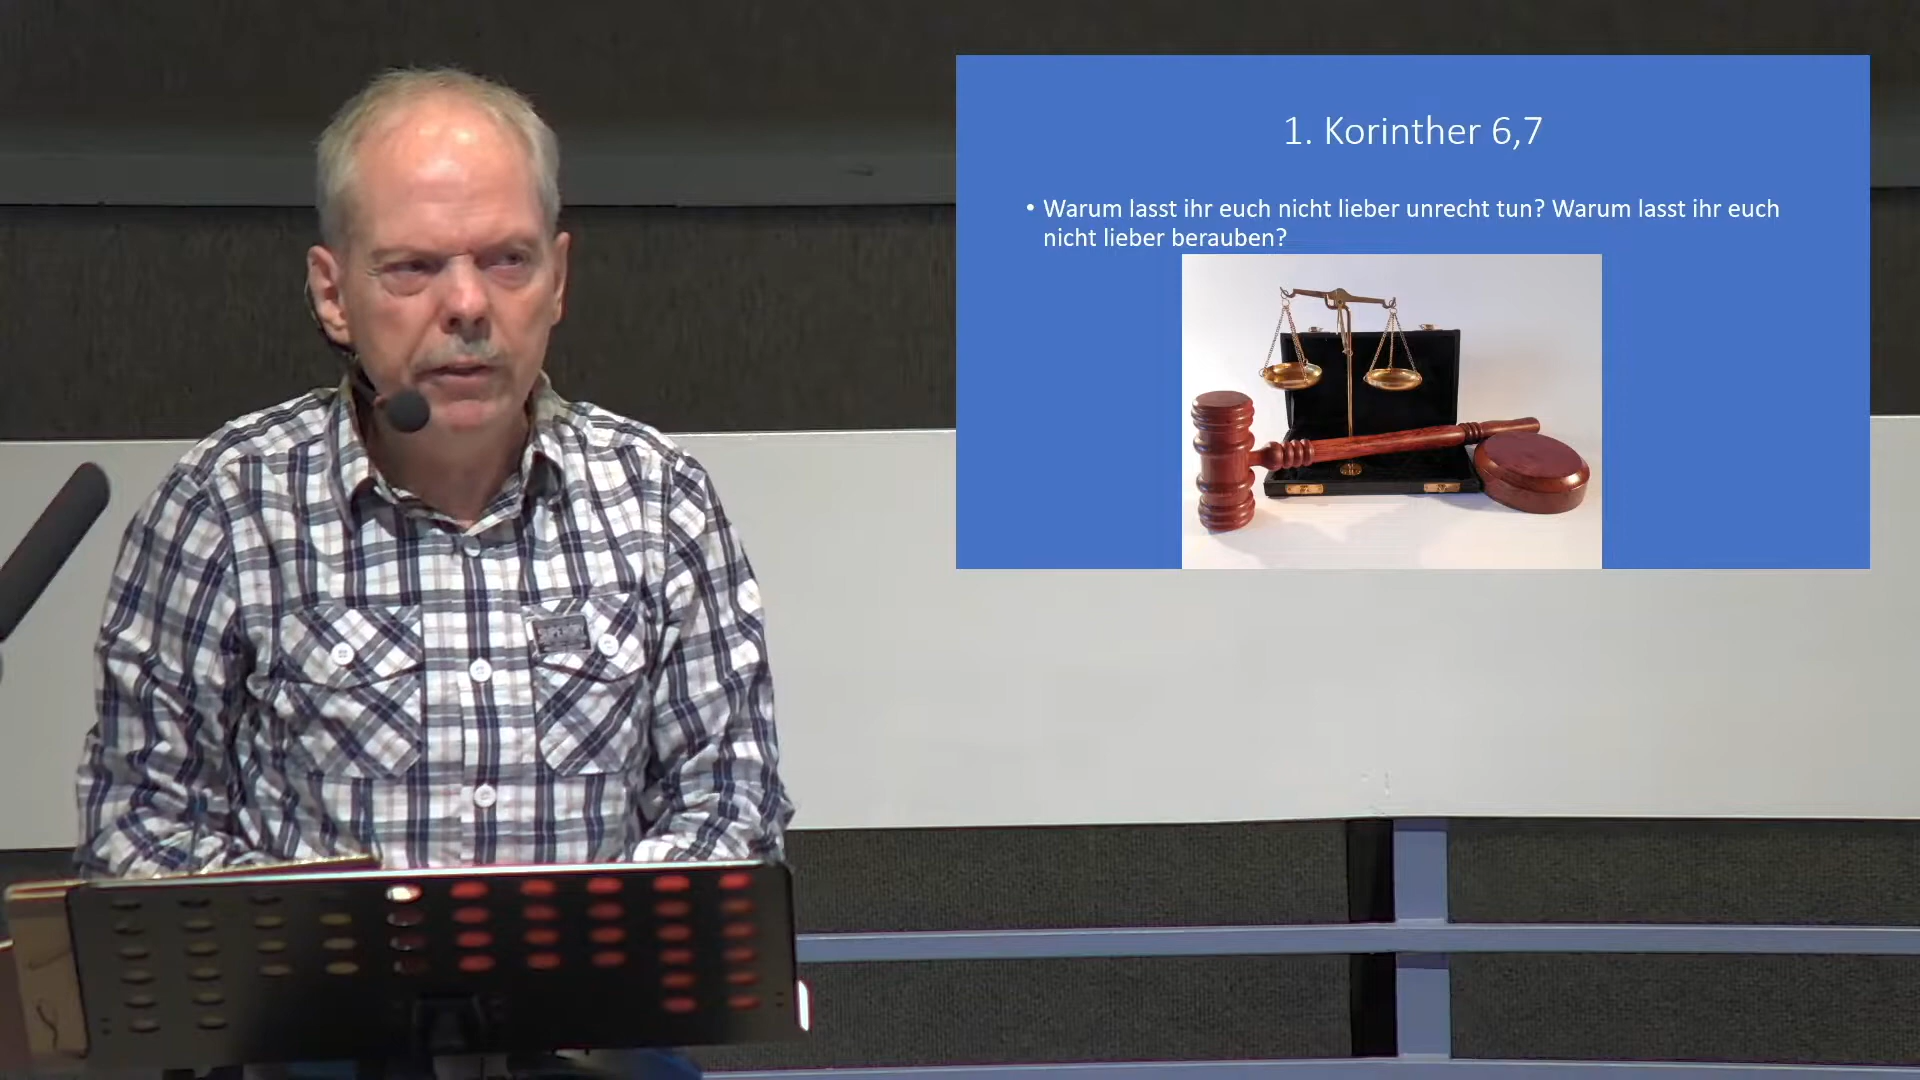 1. Korinther 6,7
• Warum lasst ihr euch nicht lieber unrecht tun? Warum lasst ihr euch
nicht lieber berauben?